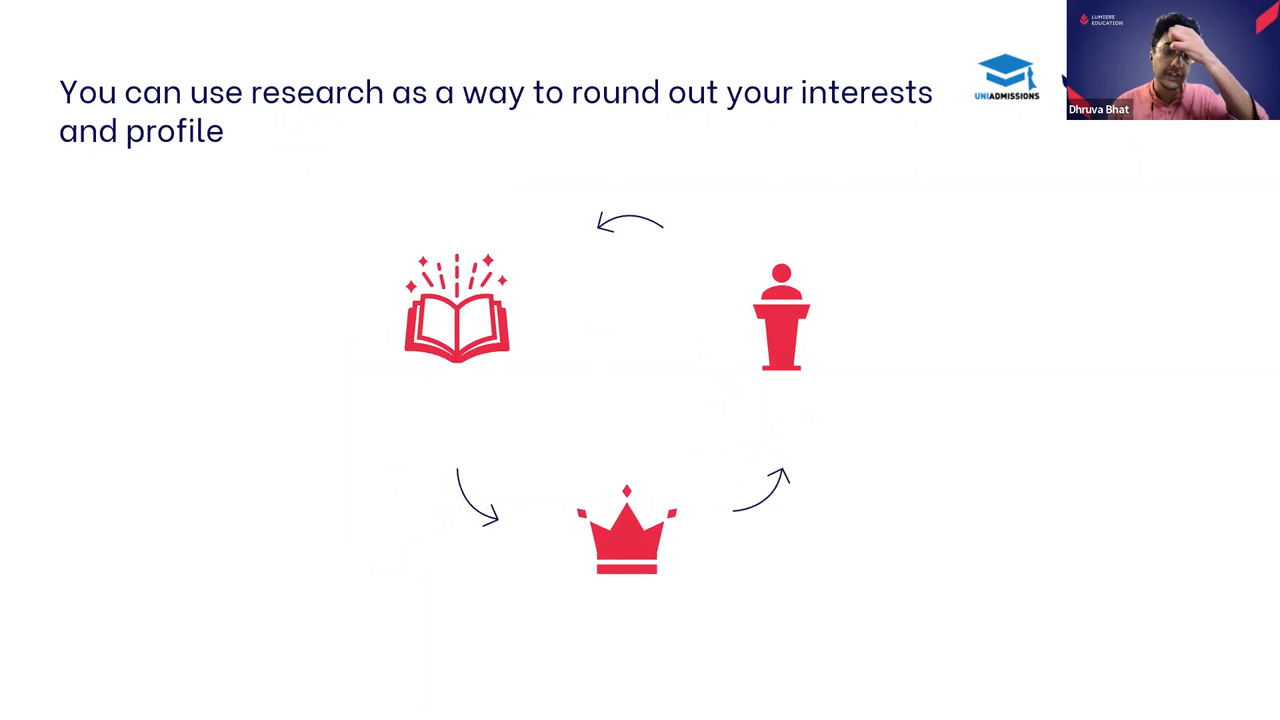 You can use research as a way to round out your interests
and profile
UNIADMISSIONS
LUMIERE
EDUCATION
Dhruva Bhat